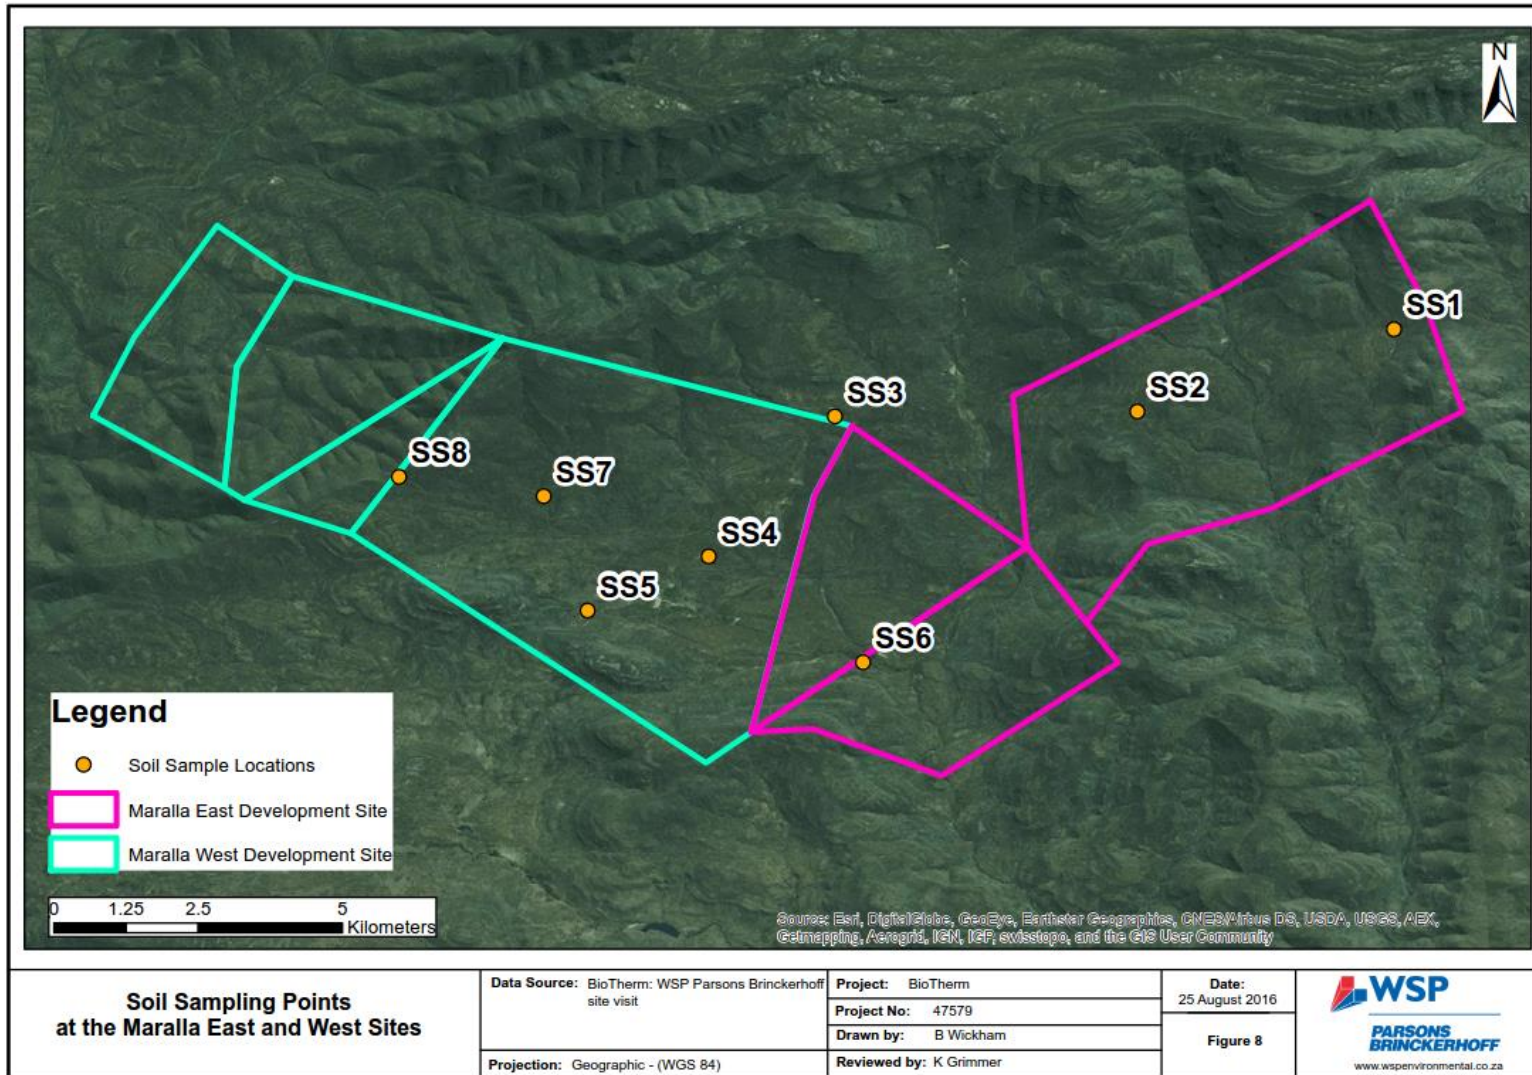 N
SS1
SS2
SS3
SS8
SS7
SS4
SS5
SS6
Legend
Soil Sample Locations
Maralla East Development Site
Maralla West Development Site
0 1.25 2.5 5
Kilometers
Source: Esri, DigitalGlobe, GeoEye, Earthstar Geographics, CNES/Airbus DS, USDA, USGS, AEX,
Getmapping, Aerogrid, IGN, IGP, swisstopo, and the GIS User Community
Soil Sampling Points
at the Maralla East and West Sites
Data Source: BioTherm: WSP Parsons Brinckerhoff
site visit
Projection: Geographic - (WGS 84)
Project: BioTherm
Project No: 47579
Drawn by: B Wickham
Reviewed by: K Grimmer
Date:
25 August 2016
Figure 8
WSP
PARSONS
BRINCKERHOFF
www.wspenvironmental.co.za